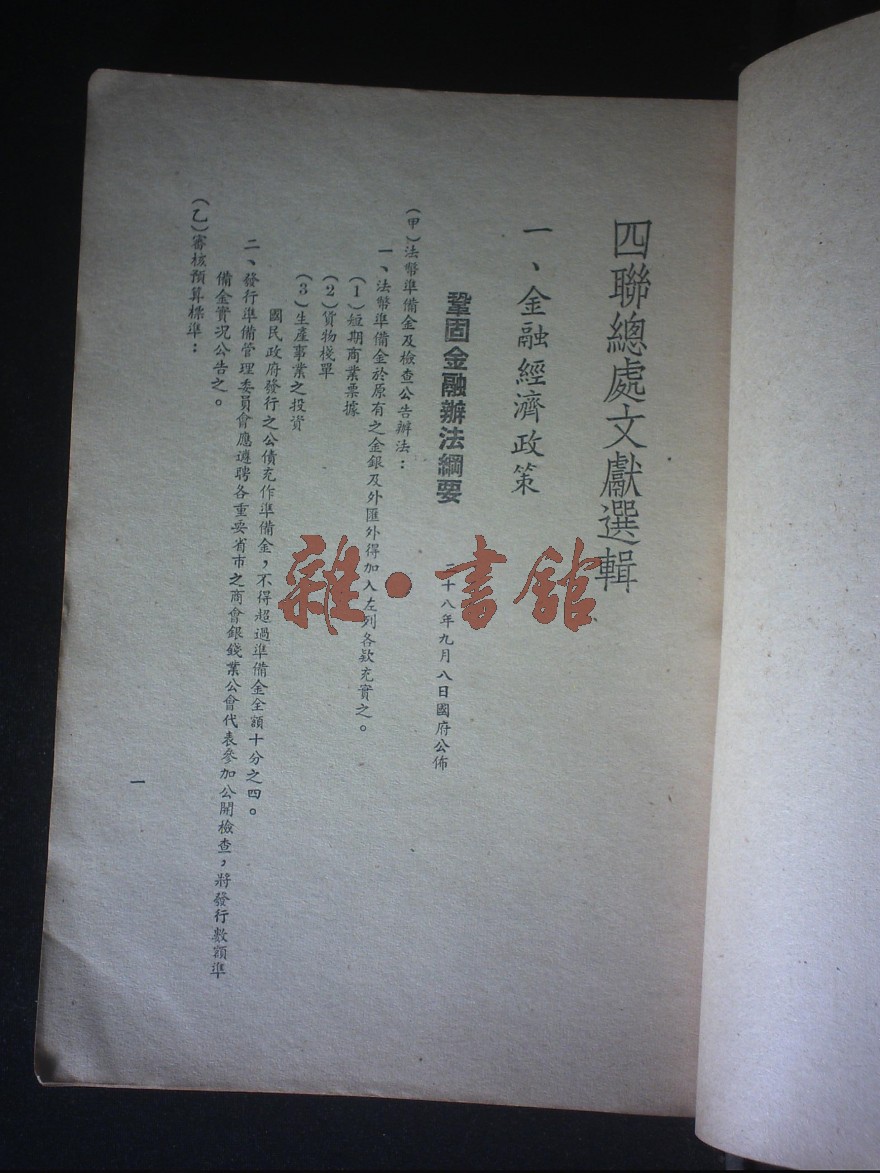 四聯總處文獻選輯
一、金融經濟政策
鞏固金融辦法綱要
十八年九月八日國府公佈
(甲)法幣準備金及檢查公告辦法：
一、法幣準備金於原有之金銀及外匯外得加入左列各款充實之。
(1)短期商業票據
(2)貨物棧單
(3)生產事業之投資
國民政府發行之公債充作準備金，不得超過準備金全額十分之四。
二、發行準備管理委員會應遴聘各重要省市之商會銀錢業公會代表參加公開檢查，將發行數額準
備金實況公告之。
(乙)審核預算標準：
一
雜·書館